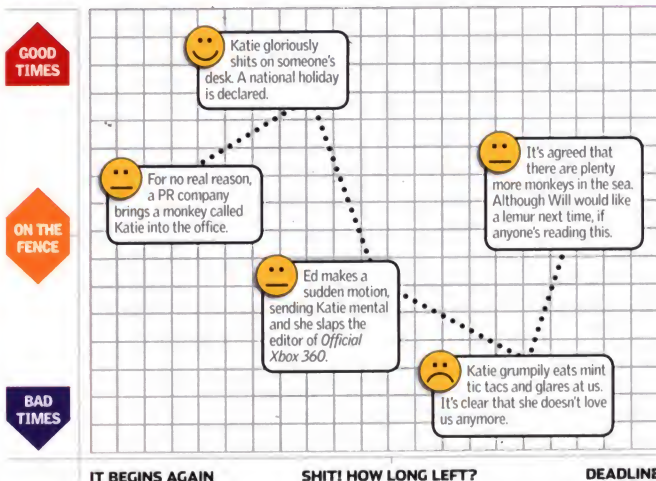 GOOD
TIMES
Katie gloriously
shits on someone's
desk. A national holiday
is declared.
For no real reason,
a PR company
brings a monkey called
Katie into the office.
It's agreed that
there are plenty
more monkeys in the sea.
Although Will would like
a lemur next time, if
anyone's reading this.
ON THE
FENCE
Ed makes a
sudden motion,
sending Katie mental
and she slaps the
editor of Official
Xbox 360.
Katie grumpily eats mint
tic tacs and glares at us.
It's clear that she doesn't love
us anymore.
BAD
TIMES
IT BEGINS AGAIN
SHIT! HOW LONG LEFT?
DEADLINE